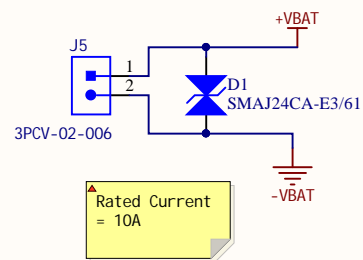 +VBAT
J5
1
2
D1
SMAJ24CA-E3/61
3PCV-02-006
-VBAT
Rated Current
= 10A